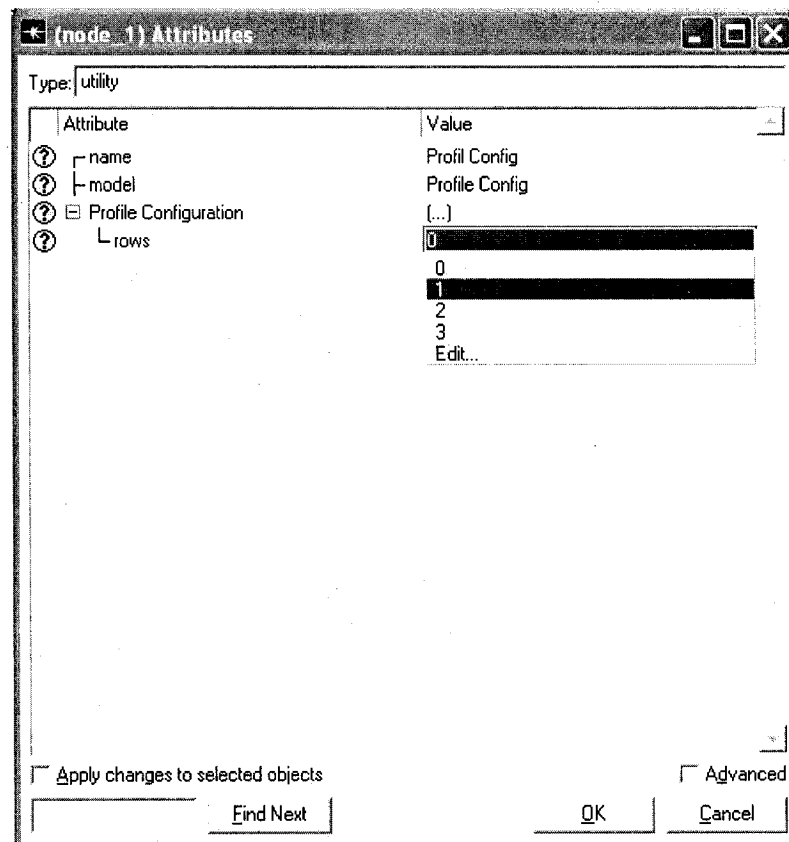 (node_1) Attributes
Type: utility
Attribute Value
name Profil Config
model Profile Config
Profile Configuration (...)
rows 0
0
1
2
3
Edit...
Apply changes to selected objects Advanced
Find Next OK Cancel